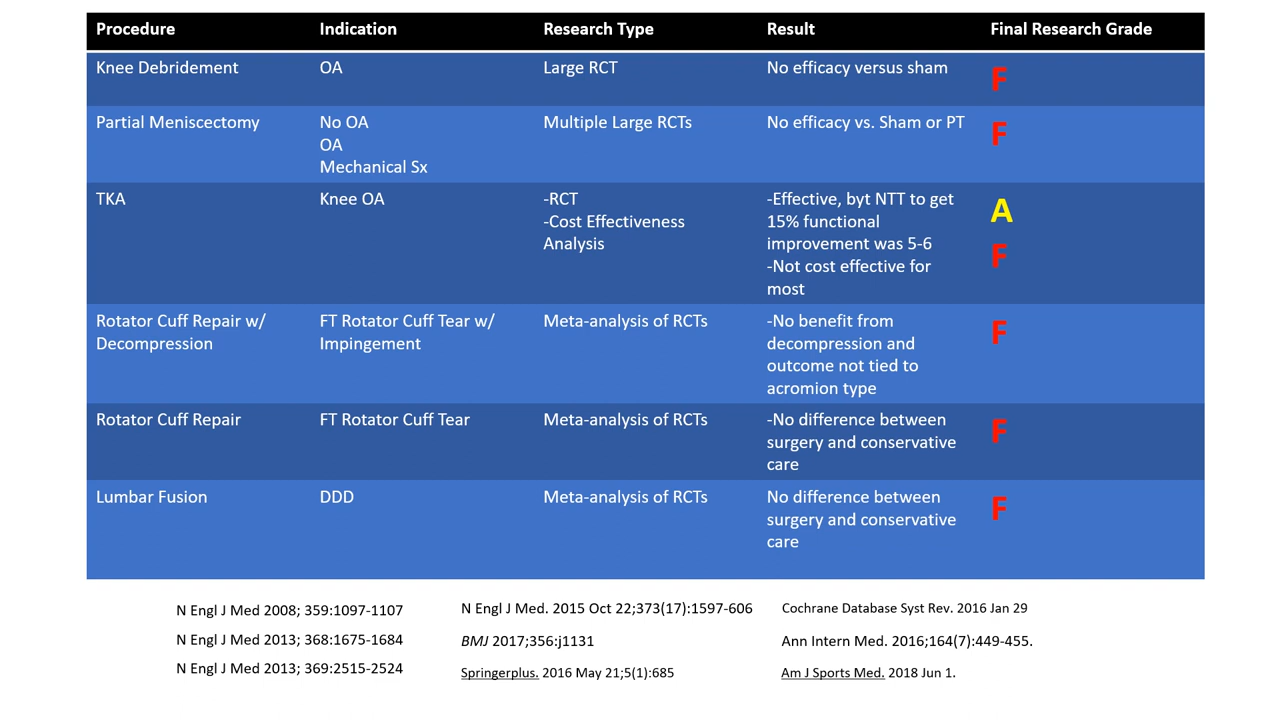 Procedure Indication Research Type Result Final Research Grade
Knee Debridement OA Large RCT No efficacy versus sham F
Partial Meniscectomy No OA Multiple Large RCTs No efficacy vs. Sham or PT F
OA
Mechanical Sx
TKA Knee OA -RCT -Effective, byt NTT to get A
-Cost Effectiveness 15% functional
Analysis improvement was 5-6 F
-Not cost effective for
most
Rotator Cuff Repair w/ FT Rotator Cuff Tear w/ Meta-analysis of RCTs -No benefit from F
Decompression Impingement decompression and
outcome not tied to
acromion type
Rotator Cuff Repair FT Rotator Cuff Tear Meta-analysis of RCTs -No difference between F
surgery and conservative
care
Lumbar Fusion DDD Meta-analysis of RCTs No difference between F
surgery and conservative
care
N Engl J Med 2008; 359:1097-1107 N Engl J Med. 2015 Oct 22;373(17):1597-606 Cochrane Database Syst Rev. 2016 Jan 29
N Engl J Med 2013; 368:1675-1684 BMJ 2017;356:j1131 Ann Intern Med. 2016;164(7):449-455.
N Engl J Med 2013; 369:2515-2524 Springerplus. 2016 May 21;5(1):685 Am J Sports Med. 2018 Jun 1.